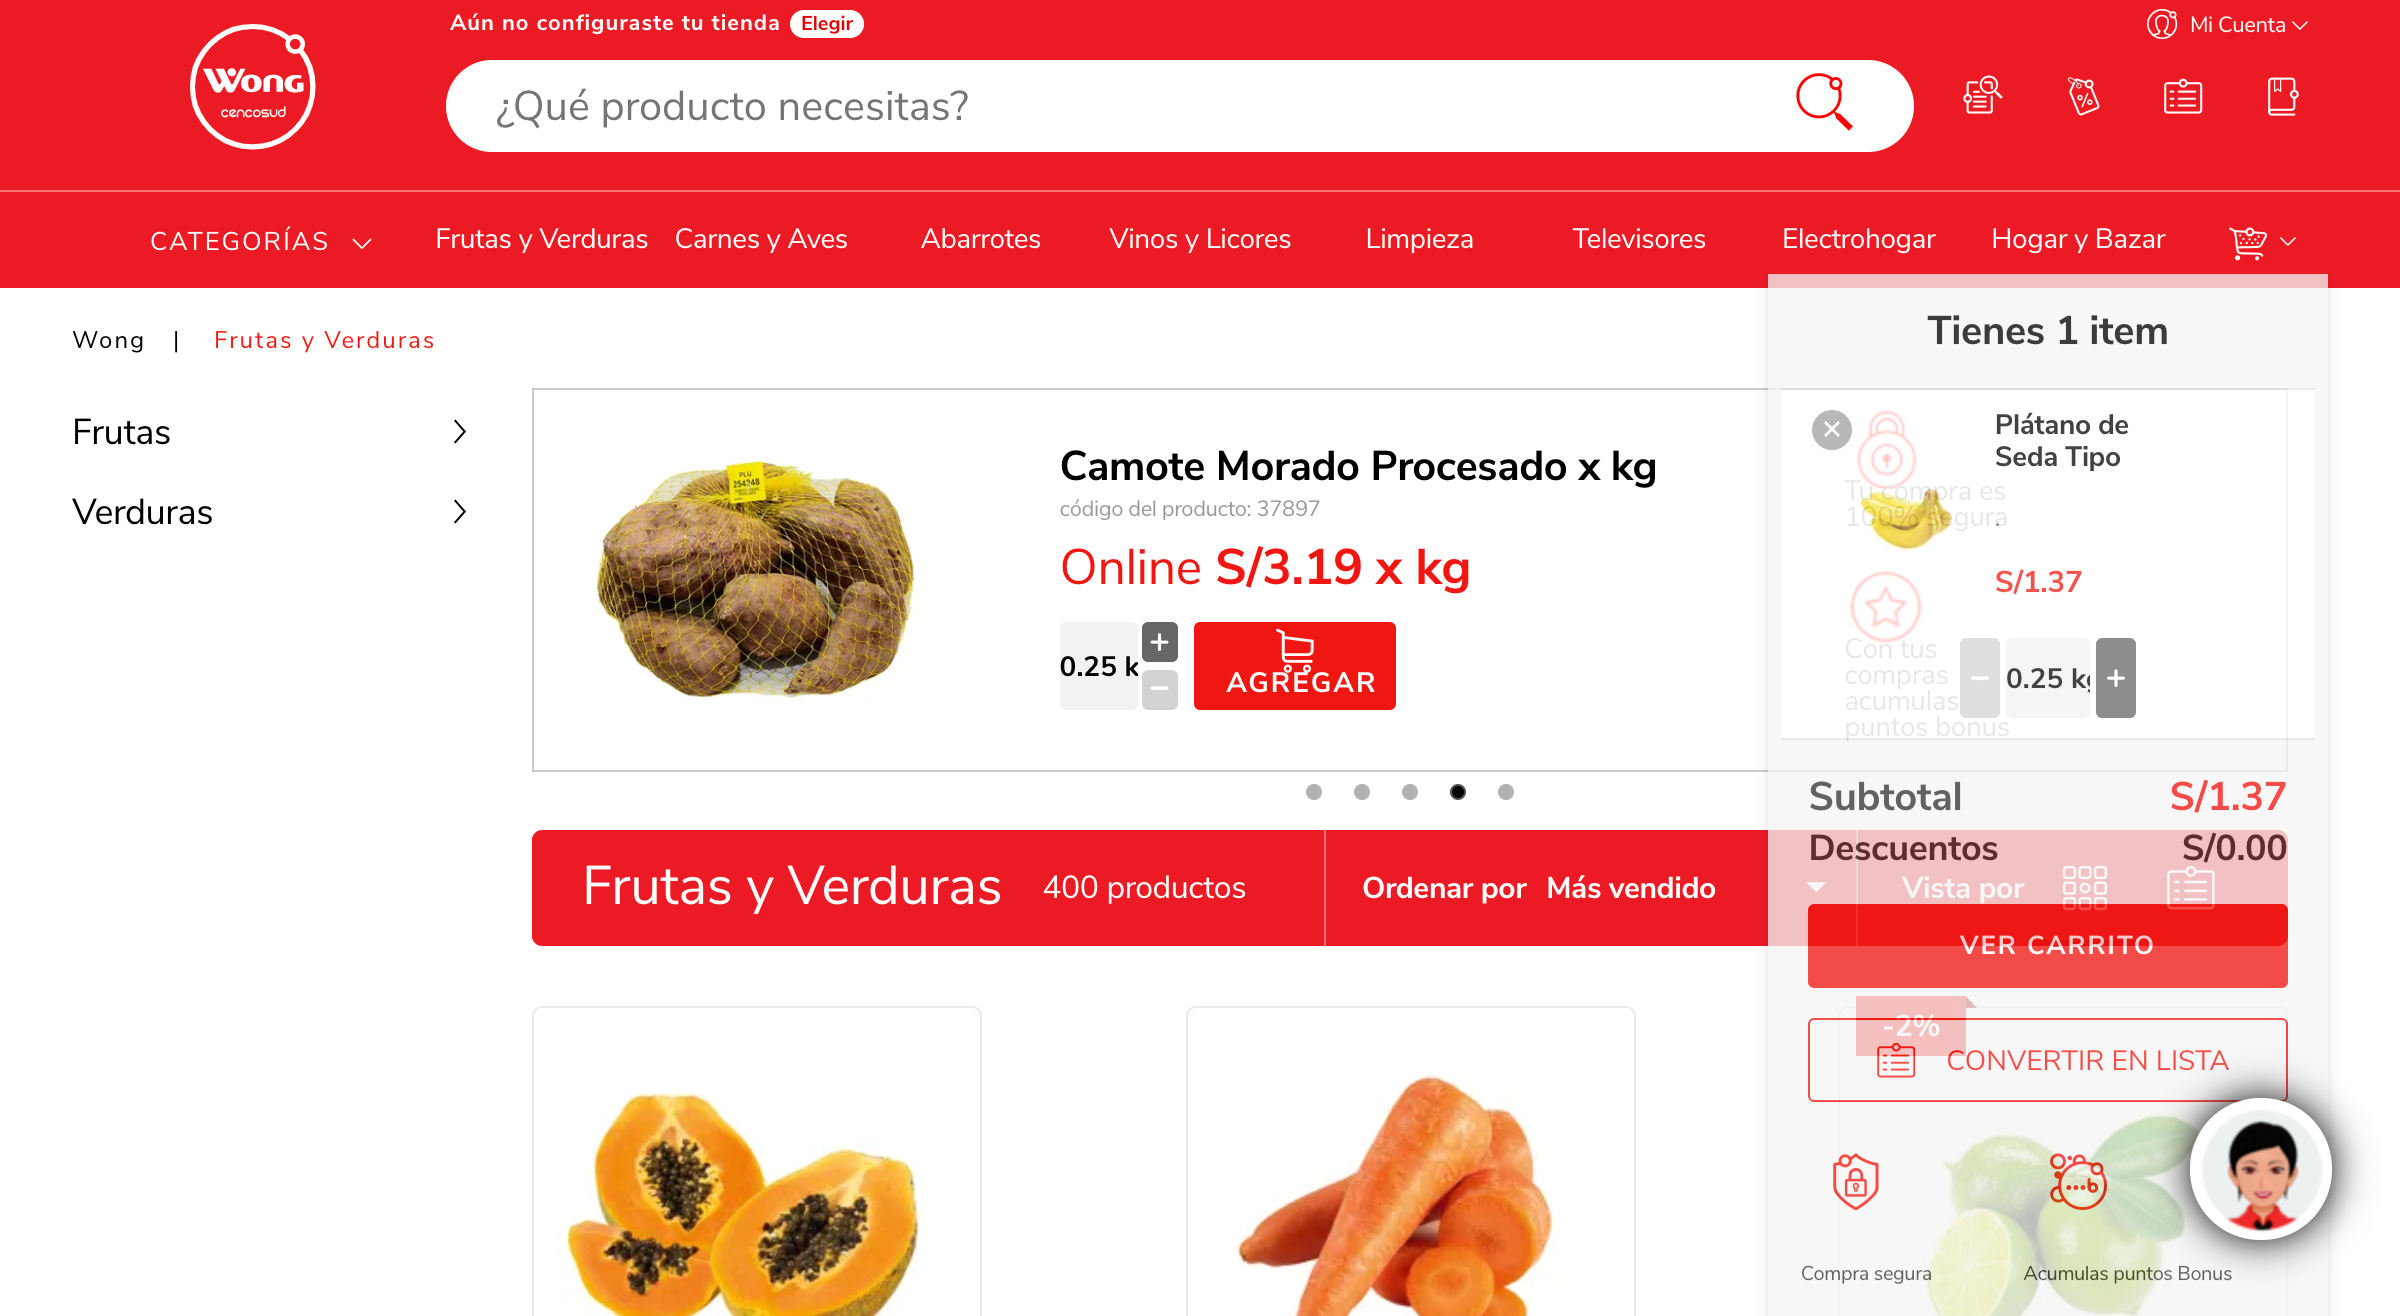 Aún no configuraste tu tienda Elegir
Mi Cuenta
Wong
cencosud
¿Qué producto necesitas?
CATEGORÍAS
Frutas y Verduras
Carnes y Aves
Abarrotes
Vinos y Licores
Limpieza
Televisores
Electrohogar
Hogar y Bazar
Wong | Frutas y Verduras
Frutas
Verduras
PLU
254248
Camote Morado Procesado x kg
código del producto: 37897
Online S/3.19 x kg
0.25 k
+
−
AGREGAR
Tienes 1 item
Plátano de
Seda Tipo
.
S/1.37
− 0.25 kg +
Tu compra es
100% segura
Con tus
compras
acumulas
puntos bonus
Subtotal S/1.37
Descuentos S/0.00
Frutas y Verduras 400 productos
Ordenar por Más vendido
Vista por
VER CARRITO
-2%
CONVERTIR EN LISTA
Compra segura
Acumulas puntos Bonus